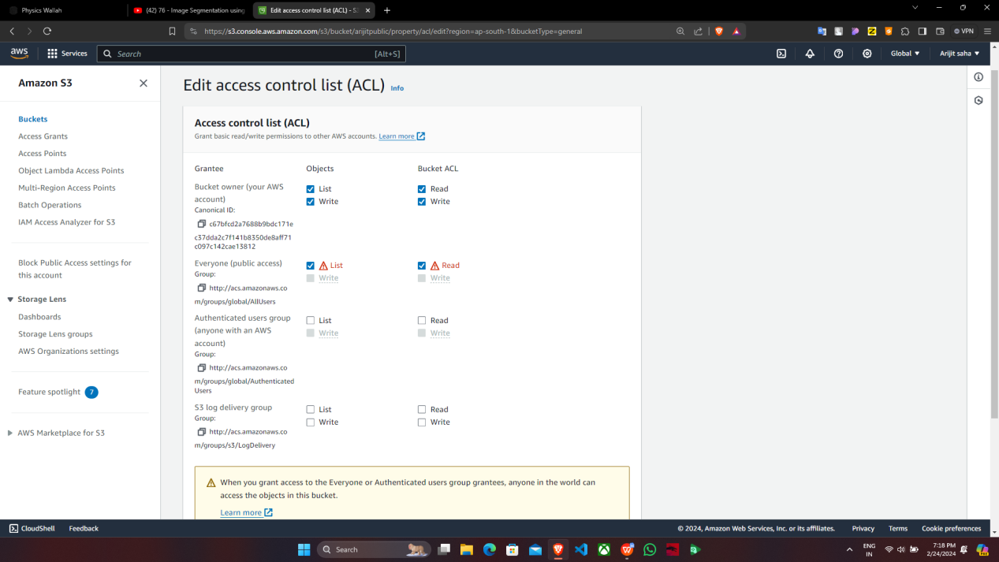 Physics Wallah
(42) 76 - Image Segmentation using
Edit access control list (ACL) - S3
https://s3.console.aws.amazon.com/s3/bucket/arijitpublic/property/acl/edit?region=ap-south-1&bucketType=general
VPN
aws
Services
Search
[Alt+S]
Global
Arijit saha
Amazon S3
Buckets
Access Grants
Access Points
Object Lambda Access Points
Multi-Region Access Points
Batch Operations
IAM Access Analyzer for S3
Block Public Access settings for
this account
Storage Lens
Dashboards
Storage Lens groups
AWS Organizations settings
Feature spotlight 7
AWS Marketplace for S3
Edit access control list (ACL) Info
Access control list (ACL)
Grant basic read/write permissions to other AWS accounts. Learn more
Grantee Objects Bucket ACL
Bucket owner (your AWS
account)
Canonical ID:
c67bfcd2a7688b9bdc171e
c37dda2c7f141b8350de8aff71
c097c142cae13812
List
Write
Read
Write
Everyone (public access)
Group:
http://acs.amazonaws.co
m/groups/global/AllUsers
List
Write
Read
Write
Authenticated users group
(anyone with an AWS
account)
Group:
http://acs.amazonaws.co
m/groups/global/Authenticated
Users
List
Write
Read
Write
S3 log delivery group
Group:
http://acs.amazonaws.co
m/groups/s3/LogDelivery
List
Write
Read
Write
When you grant access to the Everyone or Authenticated users group grantees, anyone in the world can
access the objects in this bucket.
Learn more
CloudShell Feedback
© 2024, Amazon Web Services, Inc. or its affiliates. Privacy Terms Cookie preferences
Search
ENG
IN
7:18 PM
2/24/2024